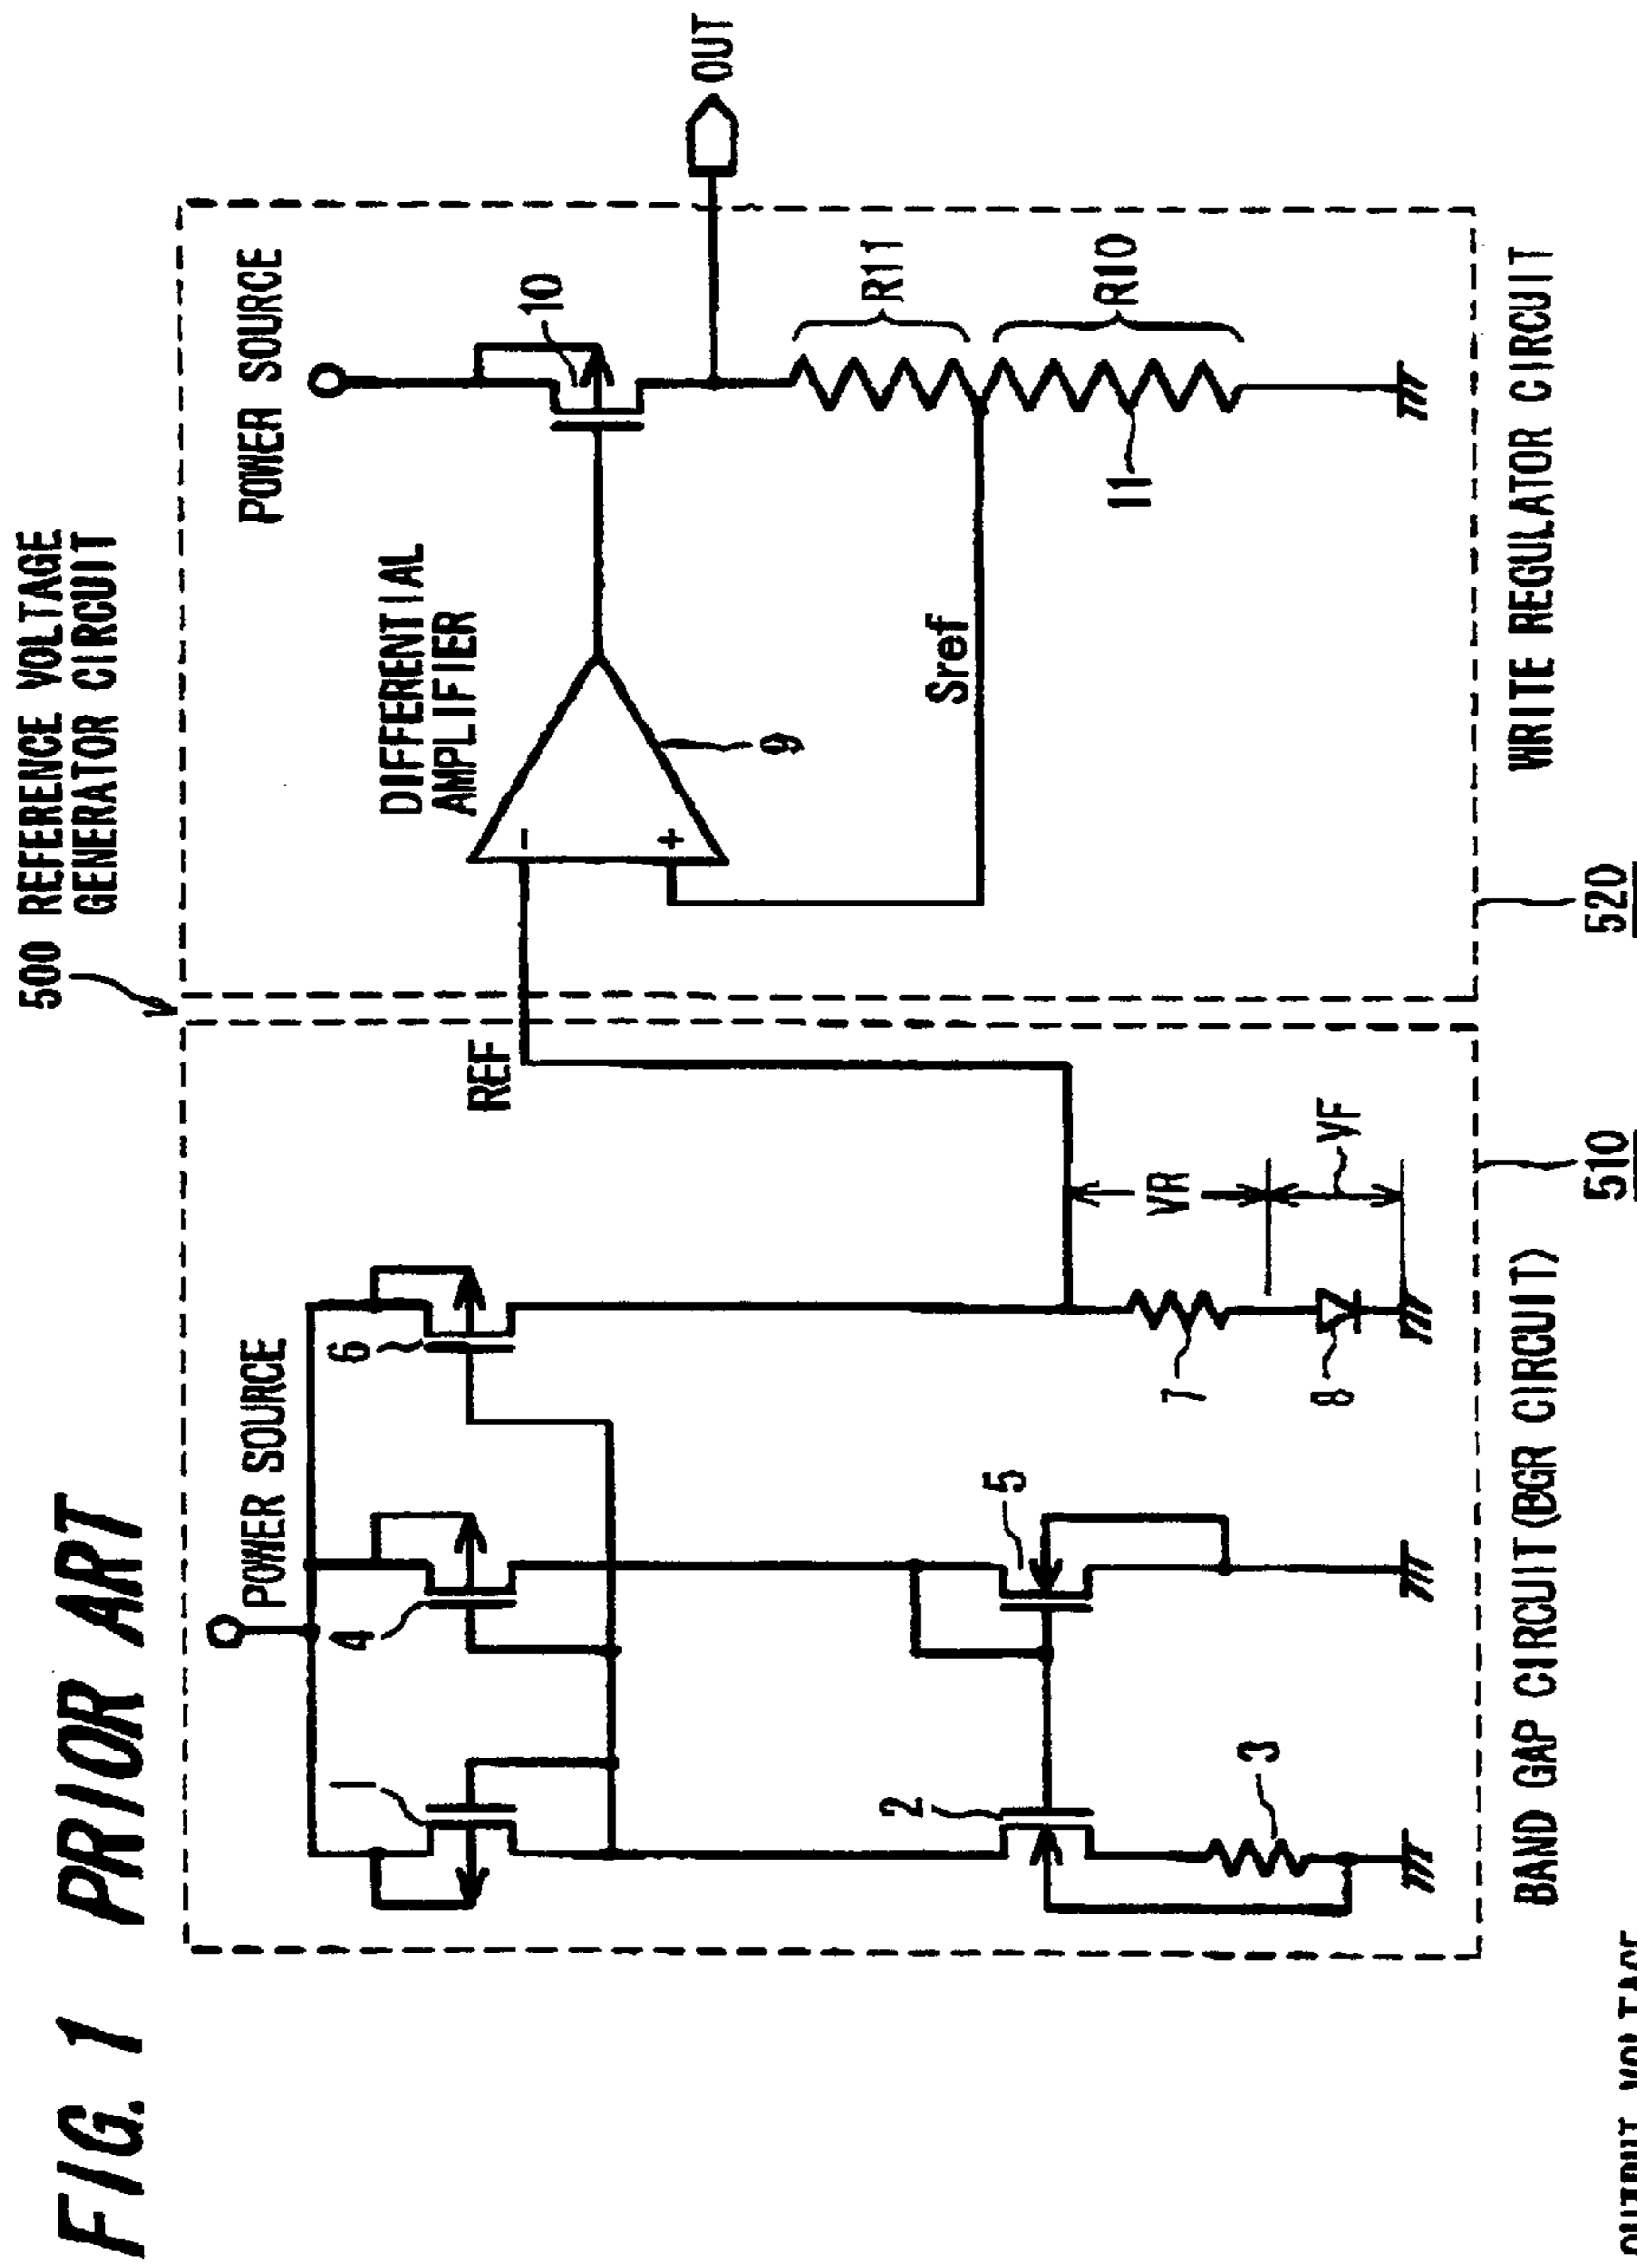 FIG. 1 PRIOR ART
500 REFERENCE VOLTAGE
GENERATOR CIRCUIT
POWER SOURCE
POWER SOURCE
1
4
6
REF
DIFFERENTIAL
AMPLIFIER
-
+
9
10
OUT
2
5
3
7
8
VR
VF
Sref
R11
R10
11
BAND GAP CIRCUIT (BGR CIRCUIT)
510
WRITE REGULATOR CIRCUIT
520